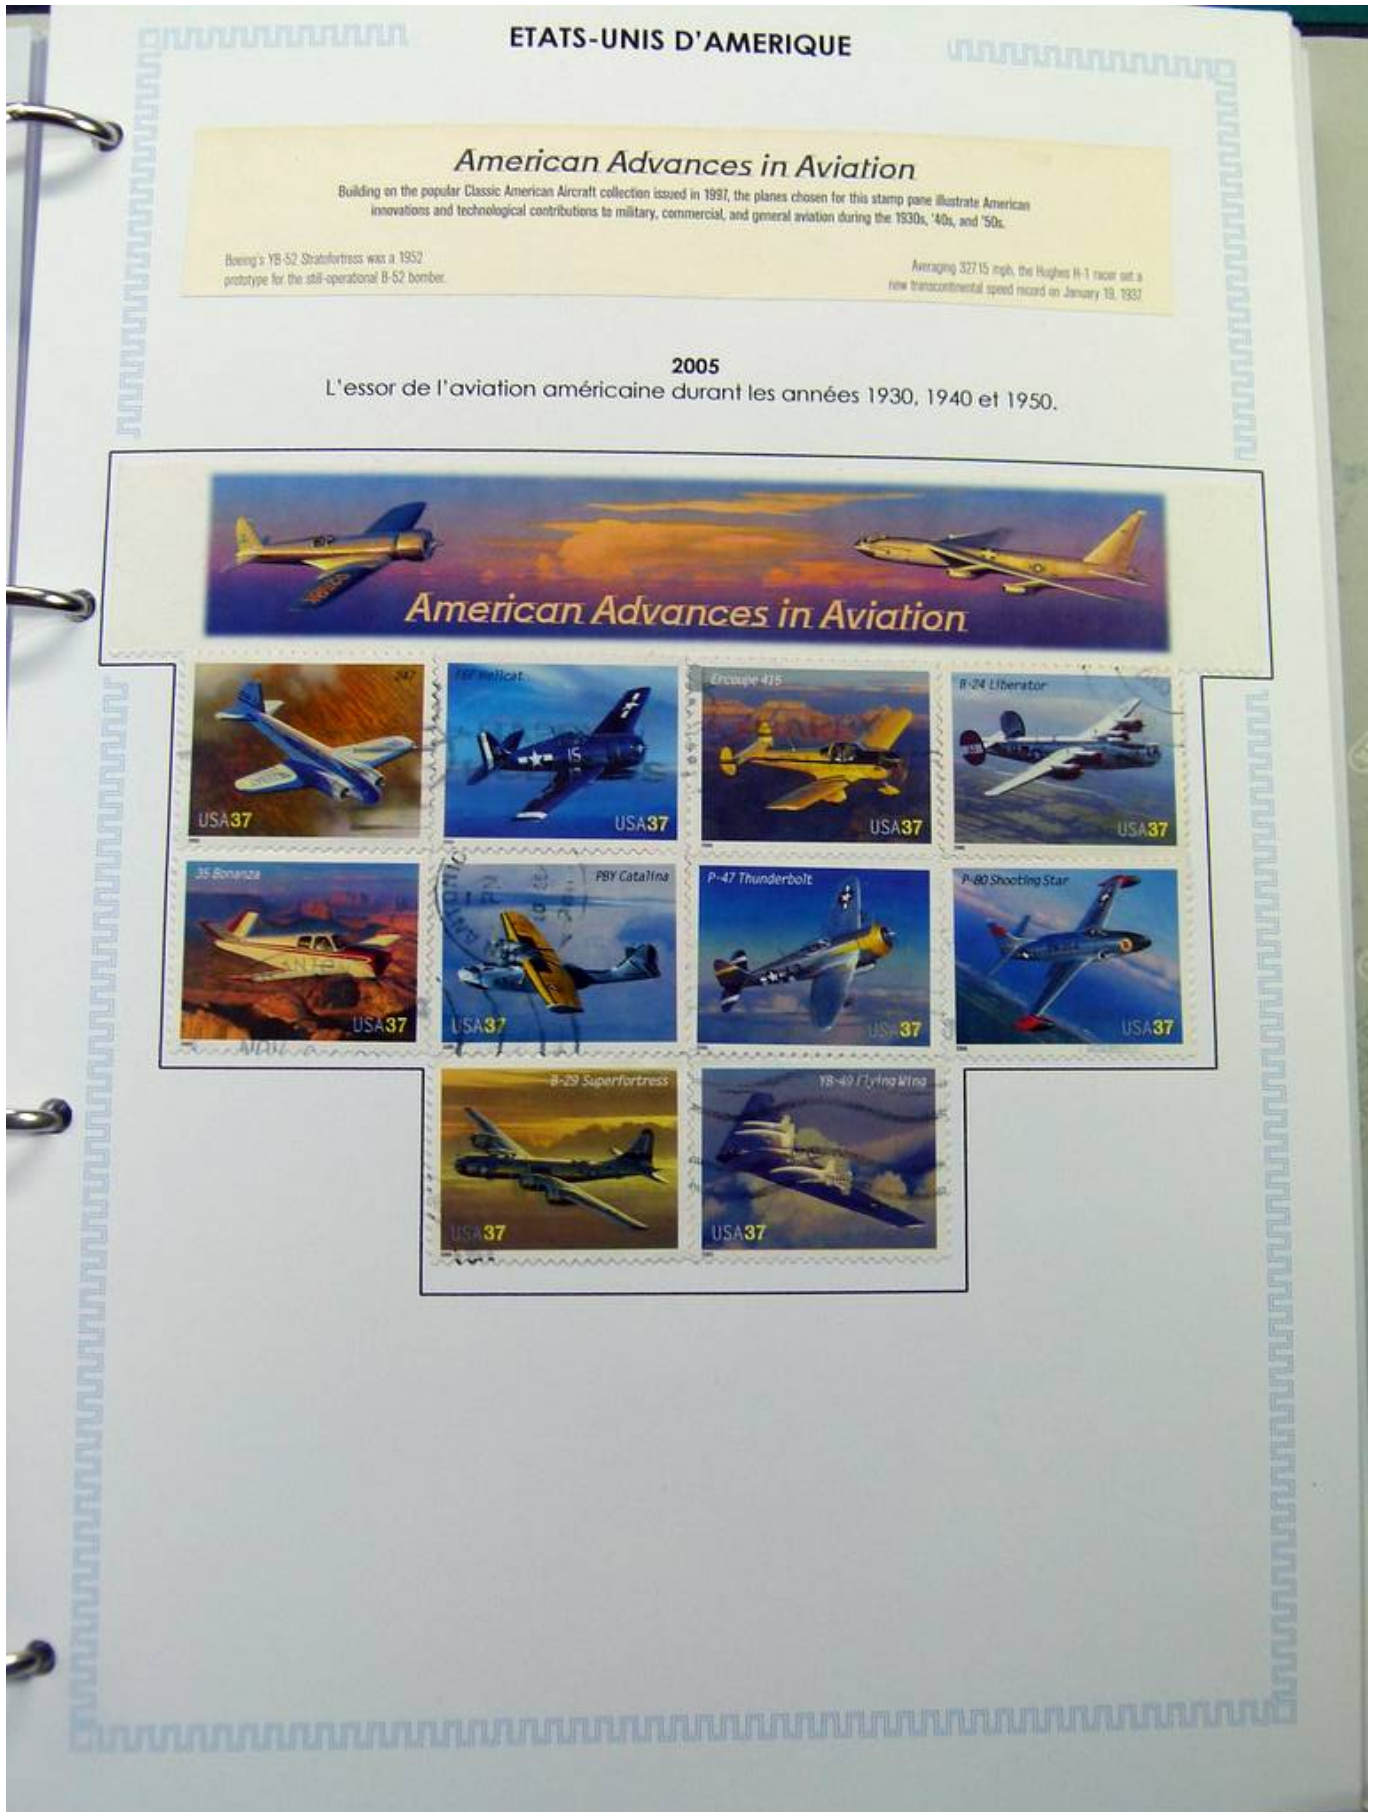 ETATS-UNIS D'AMERIQUE
American Advances in Aviation
Building on the popular Classic American Aircraft collection issued in 1997, the planes chosen for this stamp pane illustrate American
innovations and technological contributions to military, commercial, and general aviation during the 1930s, '40s, and '50s.
Boeing's YB-52 Stratofortress was a 1952
prototype for the still-operational B-52 bomber.
Averaging 327.15 mph, the Hughes H-1 racer set a
new transcontinental speed record on January 19, 1937
2005
L'essor de l'aviation américaine durant les années 1930, 1940 et 1950.
American Advances in Aviation
247
USA37
F6F Hellcat
15
USA37
Ercoupe 415
USA37
B-24 Liberator
USA37
35 Bonanza
USA37
PBY Catalina
USA37
P-47 Thunderbolt
USA37
P-80 Shooting Star
USA37
B-29 Superfortress
USA37
YB-49 Flying Wing
USA37